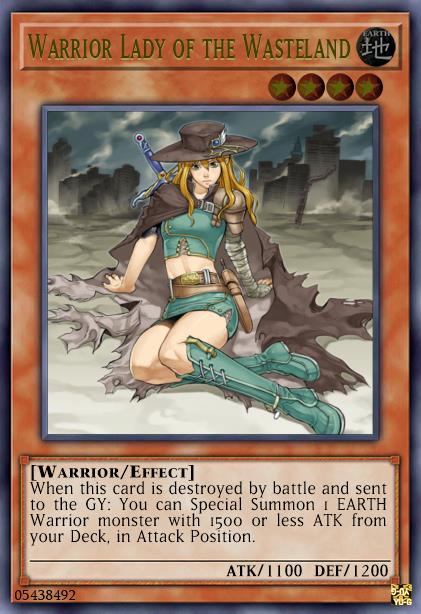 Warrior Lady of the Wasteland
EARTH
地
[Warrior/Effect]
When this card is destroyed by battle and sent
to the GY: You can Special Summon 1 EARTH
Warrior monster with 1500 or less ATK from
your Deck, in Attack Position.
ATK/1100 DEF/1200
05438492